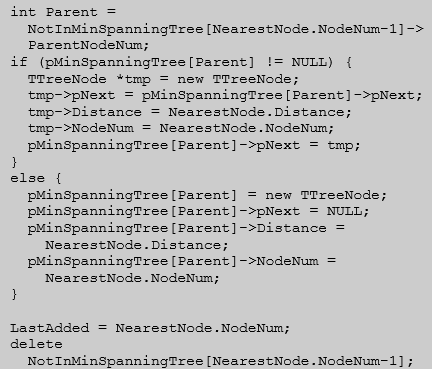 int Parent =
NotInMinSpanningTree[NearestNode.NodeNum-1]->
ParentNodeNum;
if (pMinSpanningTree[Parent] != NULL) {
TTreeNode *tmp = new TTreeNode;
tmp->pNext = pMinSpanningTree[Parent]->pNext;
tmp->Distance = NearestNode.Distance;
tmp->NodeNum = NearestNode.NodeNum;
pMinSpanningTree[Parent]->pNext = tmp;
}
else {
pMinSpanningTree[Parent] = new TTreeNode;
pMinSpanningTree[Parent]->pNext = NULL;
pMinSpanningTree[Parent]->Distance =
NearestNode.Distance;
pMinSpanningTree[Parent]->NodeNum =
NearestNode.NodeNum;
}
LastAdded = NearestNode.NodeNum;
delete
NotInMinSpanningTree[NearestNode.NodeNum-1];